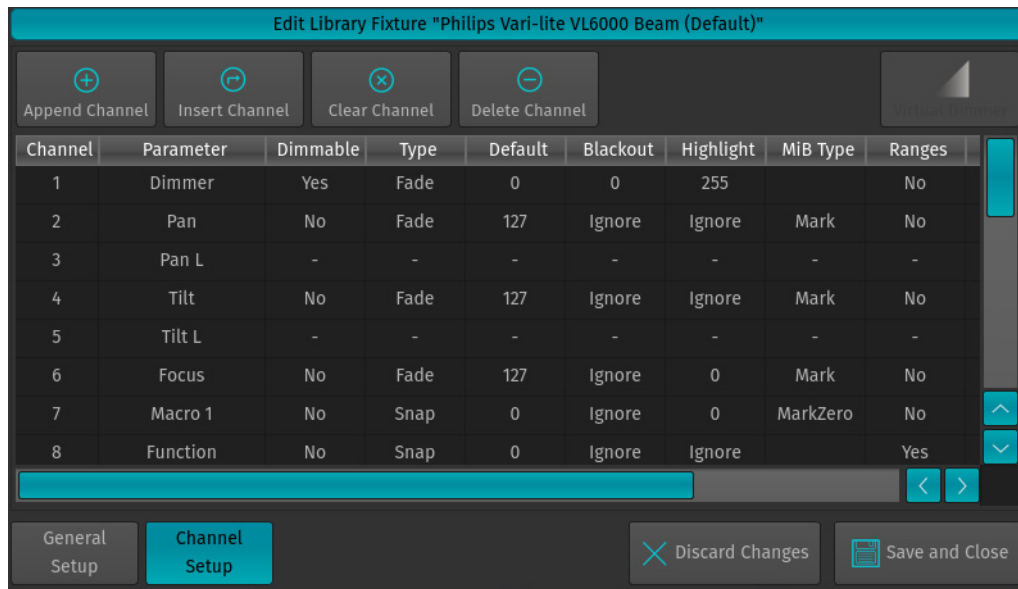 Edit Library Fixture "Philips Vari-lite VL6000 Beam (Default)"
Append Channel Insert Channel Clear Channel Delete Channel Virtual Dimmer
Channel Parameter Dimmable Type Default Blackout Highlight MiB Type Ranges
1 Dimmer Yes Fade 0 0 255 No
2 Pan No Fade 127 Ignore Ignore Mark No
3 Pan L - - - - - - -
4 Tilt No Fade 127 Ignore Ignore Mark No
5 Tilt L - - - - - - -
6 Focus No Fade 127 Ignore 0 Mark No
7 Macro 1 No Snap 0 Ignore 0 MarkZero No
8 Function No Snap 0 Ignore Ignore Yes
General Setup
Channel Setup
Discard Changes
Save and Close